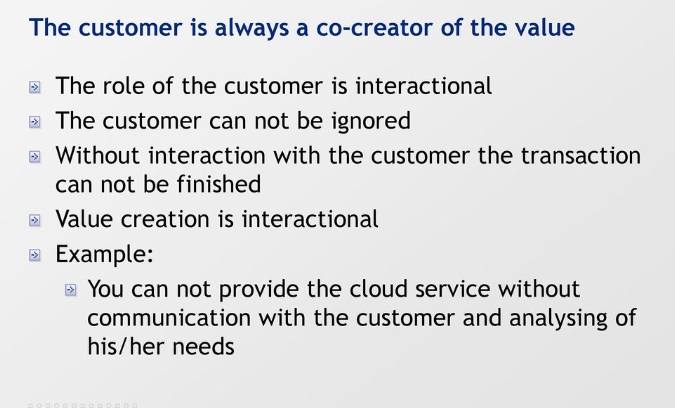 The customer is always a co-creator of the value
The role of the customer is interactional
The customer can not be ignored
Without interaction with the customer the transaction
can not be finished
Value creation is interactional
Example:
You can not provide the cloud service without
communication with the customer and analysing of
his/her needs